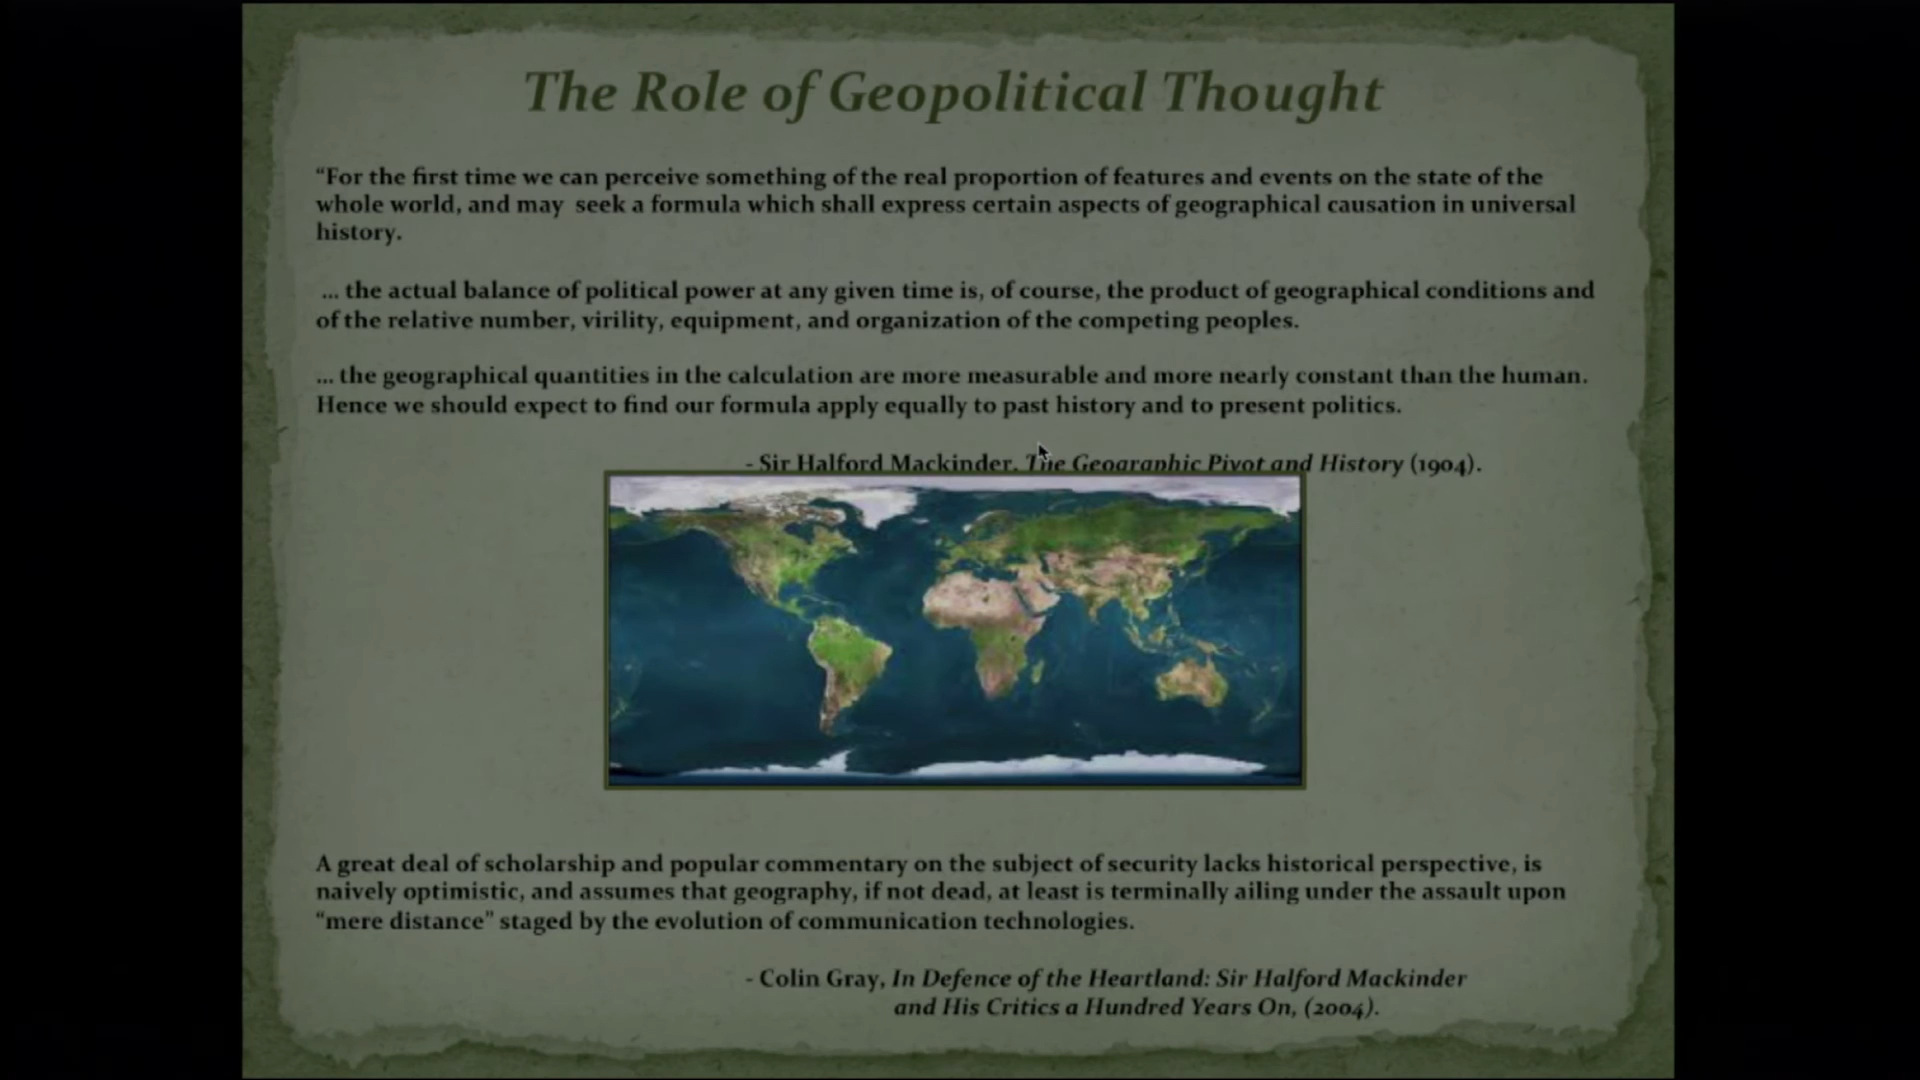 The Role of Geopolitical Thought
“For the first time we can perceive something of the real proportion of features and events on the state of the
whole world, and may seek a formula which shall express certain aspects of geographical causation in universal
history.
... the actual balance of political power at any given time is, of course, the product of geographical conditions and
of the relative number, virility, equipment, and organization of the competing peoples.
... the geographical quantities in the calculation are more measurable and more nearly constant than the human.
Hence we should expect to find our formula apply equally to past history and to present politics.
- Sir Halford Mackinder, The Geographic Pivot and History (1904).
A great deal of scholarship and popular commentary on the subject of security lacks historical perspective, is
naively optimistic, and assumes that geography, if not dead, at least is terminally ailing under the assault upon
“mere distance” staged by the evolution of communication technologies.
- Colin Gray, In Defence of the Heartland: Sir Halford Mackinder
and His Critics a Hundred Years On, (2004).